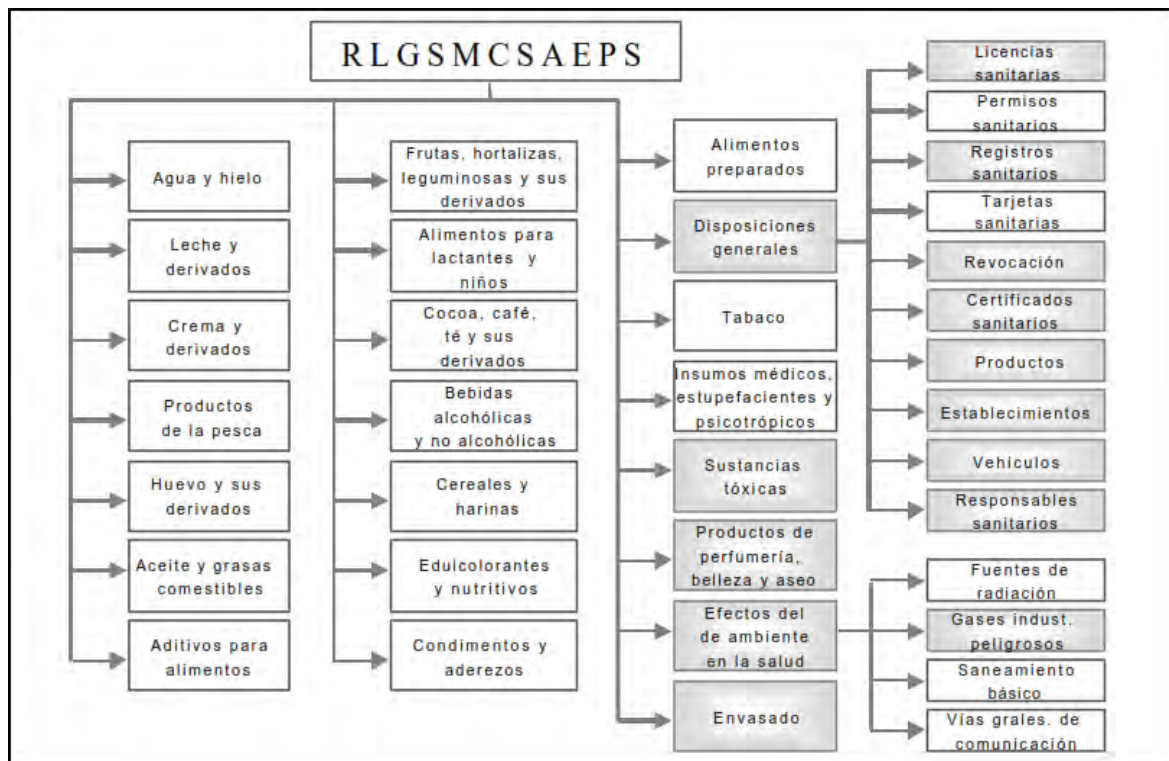 RLGSMCSAEPS
Agua y hielo
Leche y
derivados
Crema y
derivados
Productos
de la pesca
Huevo y sus
derivados
Aceite y grasas
comestibles
Aditivos para
alimentos
Frutas, hortalizas,
leguminosas y sus
derivados
Alimentos para
lactantes y
niños
Cocoa, café,
té y sus
derivados
Bebidas
alcohólicas
y no alcohólicas
Cereales y
harinas
Edulcolorantes
y nutritivos
Condimentos y
aderezos
Alimentos
preparados
Disposiciones
generales
Tabaco
Insumos médicos,
estupefacientes y
psicotrópicos
Sustancias
tóxicas
Productos de
perfumería,
belleza y aseo
Efectos del
de ambiente
en la salud
Envasado
Licencias
sanitarias
Permisos
sanitarios
Registros
sanitarios
Tarjetas
sanitarias
Revocación
Certificados
sanitarios
Productos
Establecimientos
Vehículos
Responsables
sanitarios
Fuentes de
radiación
Gases indust.
peligrosos
Saneamiento
básico
Vías grales. de
comunicación